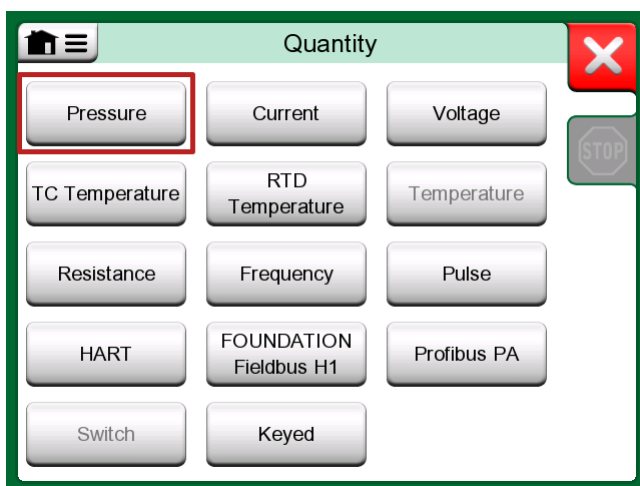 Quantity
Pressure
Current
Voltage
STOP
TC Temperature
RTD
Temperature
Temperature
Resistance
Frequency
Pulse
HART
FOUNDATION
Fieldbus H1
Profibus PA
Switch
Keyed